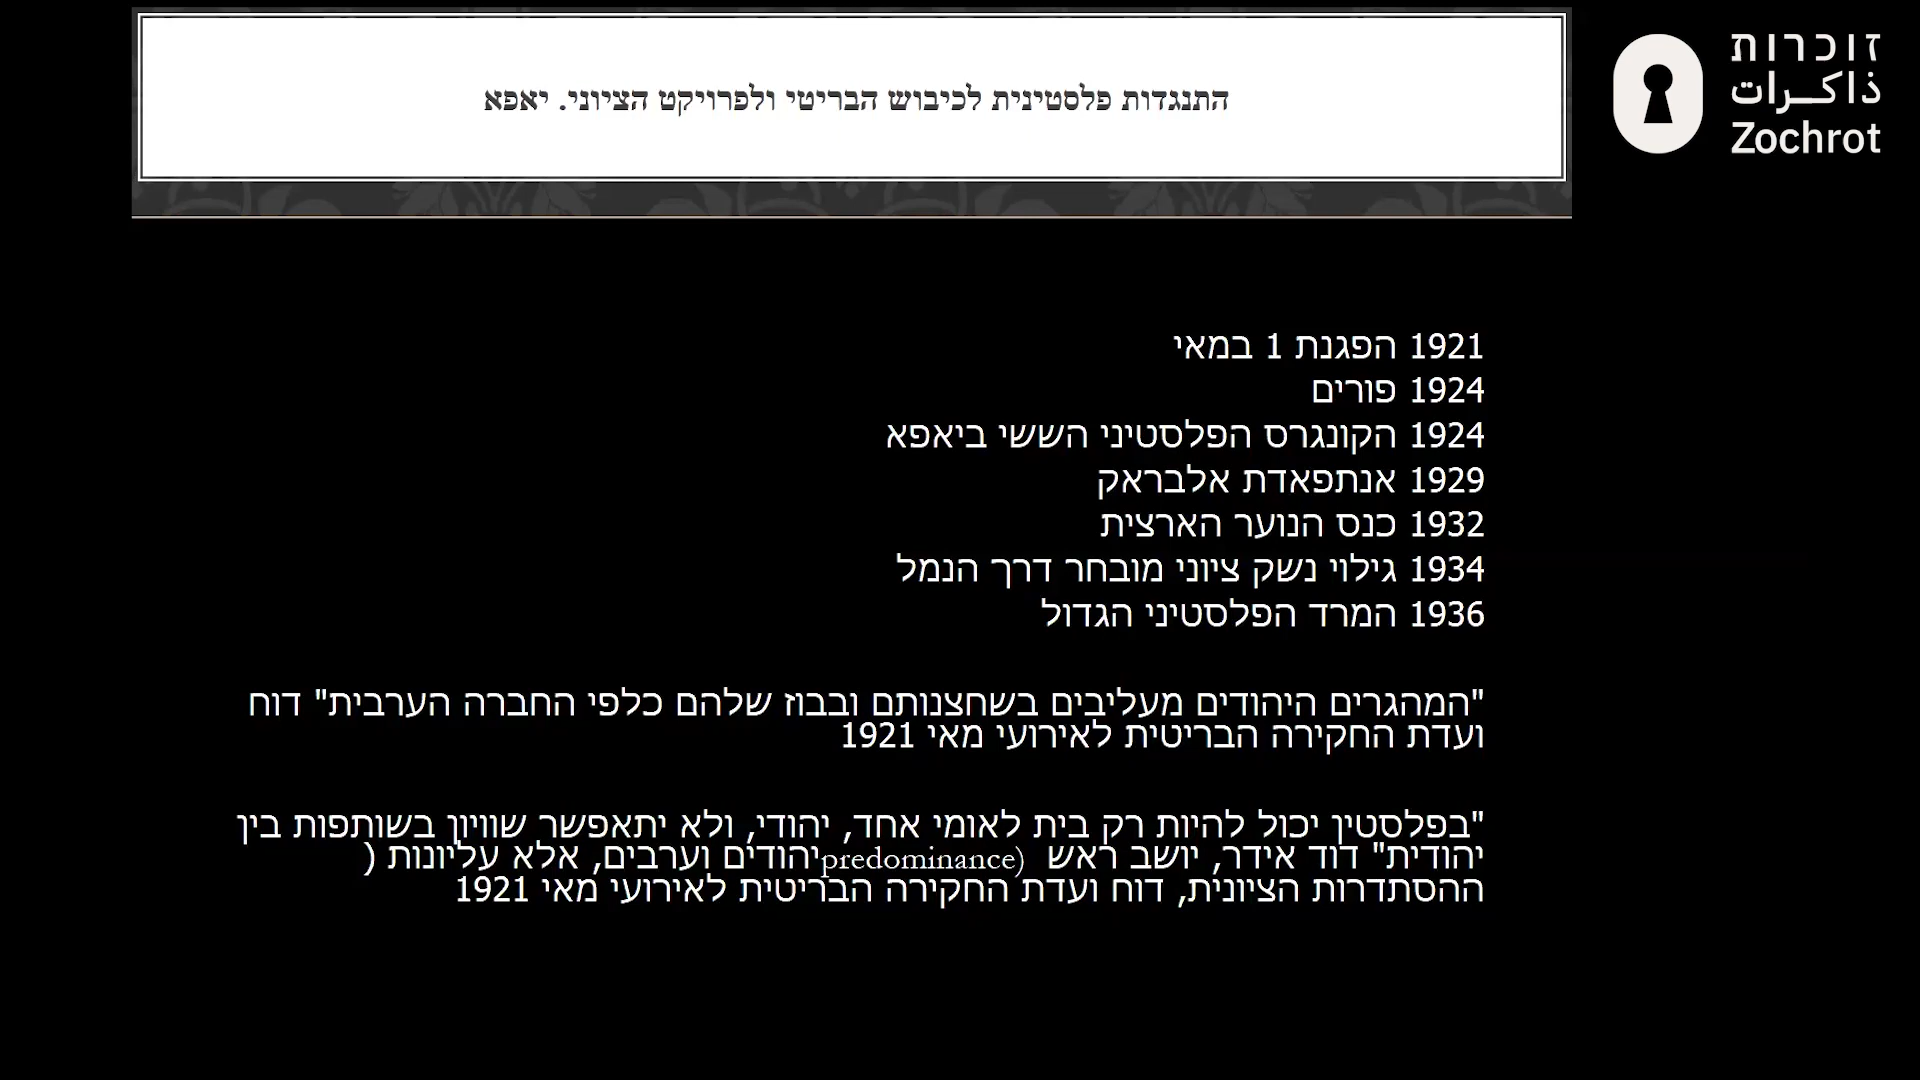 התנגדות פלסטינית לכיבוש הבריטי ולפרויקט הציוני. יאפא
זוכרות
ذاكرات
Zochrot
1921 הפגנת 1 במאי
1924 פורים
1924 הקונגרס הפלסטיני הששי ביאפא
1929 אנתפאדת אלבראק
1932 כנס הנוער הארצית
1934 גילוי נשק ציוני מובחר דרך הנמל
1936 המרד הפלסטיני הגדול
"המהגרים היהודים מעליבים בשחצנותם ובבוז שלהם כלפי החברה הערבית" דוח
ועדת החקירה הבריטית לאירועי מאי 1921
"בפלסטין יכול להיות רק בית לאומי אחד, יהודי, ולא יתאפשר שוויון בשותפות בין
יהודים וערבים, אלא עליונות (predominance) יהודית" דוד אידר, יושב ראש
ההסתדרות הציונית, דוח ועדת החקירה הבריטית לאירועי מאי 1921